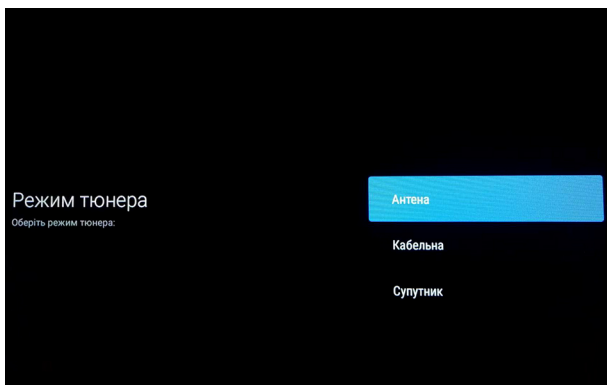 Режим тюнера
Оберіть режим тюнера:
Антена
Кабельна
Супутник